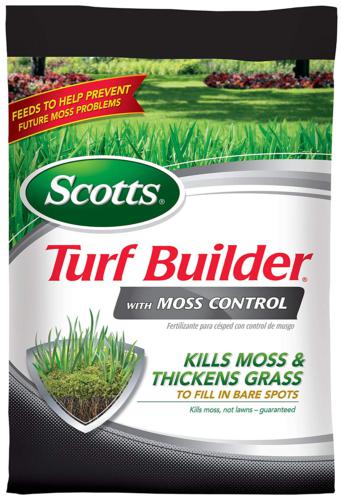 FEEDS TO HELP PREVENT
FUTURE MOSS PROBLEMS
Scotts®
Turf Builder®
WITH MOSS CONTROL
Fertilizante para césped con control de musgo
KILLS MOSS &
THICKENS GRASS
TO FILL IN BARE SPOTS
Kills moss, not lawns – guaranteed